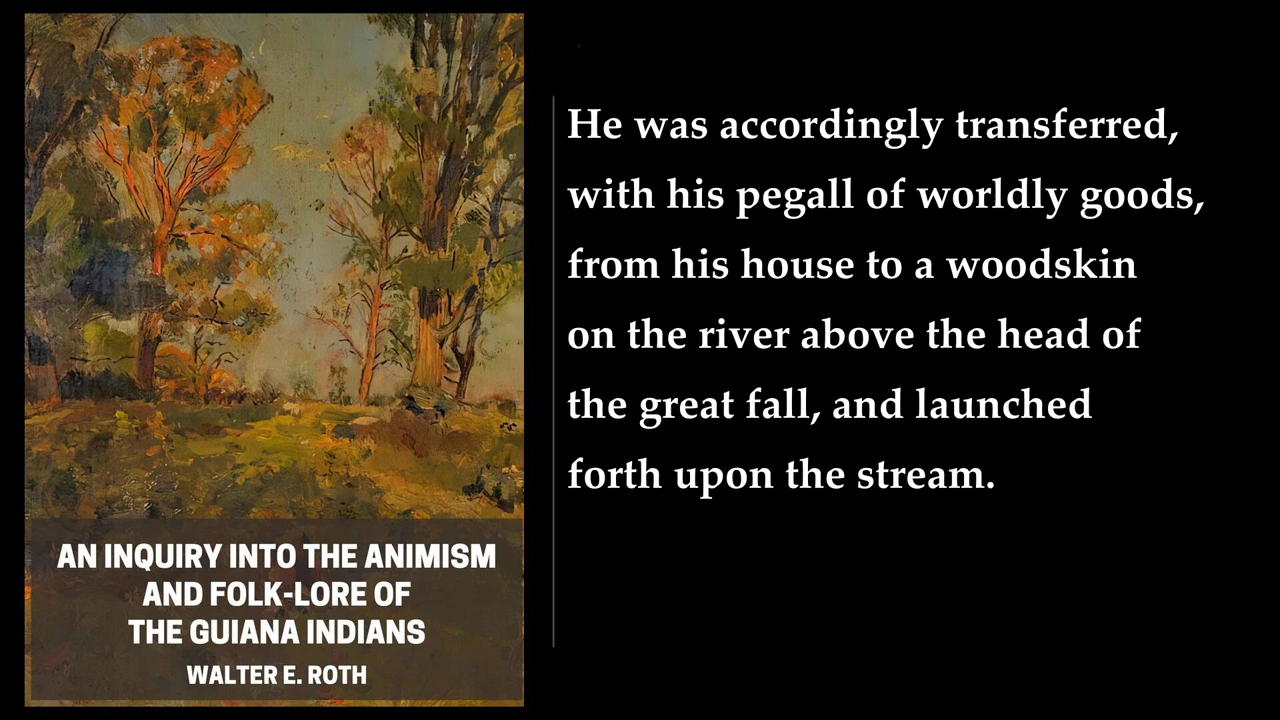 He was accordingly transferred,
with his pegall of worldly goods,
from his house to a woodskin
on the river above the head of
the great fall, and launched
forth upon the stream.
AN INQUIRY INTO THE ANIMISM
AND FOLK-LORE OF
THE GUIANA INDIANS
WALTER E. ROTH